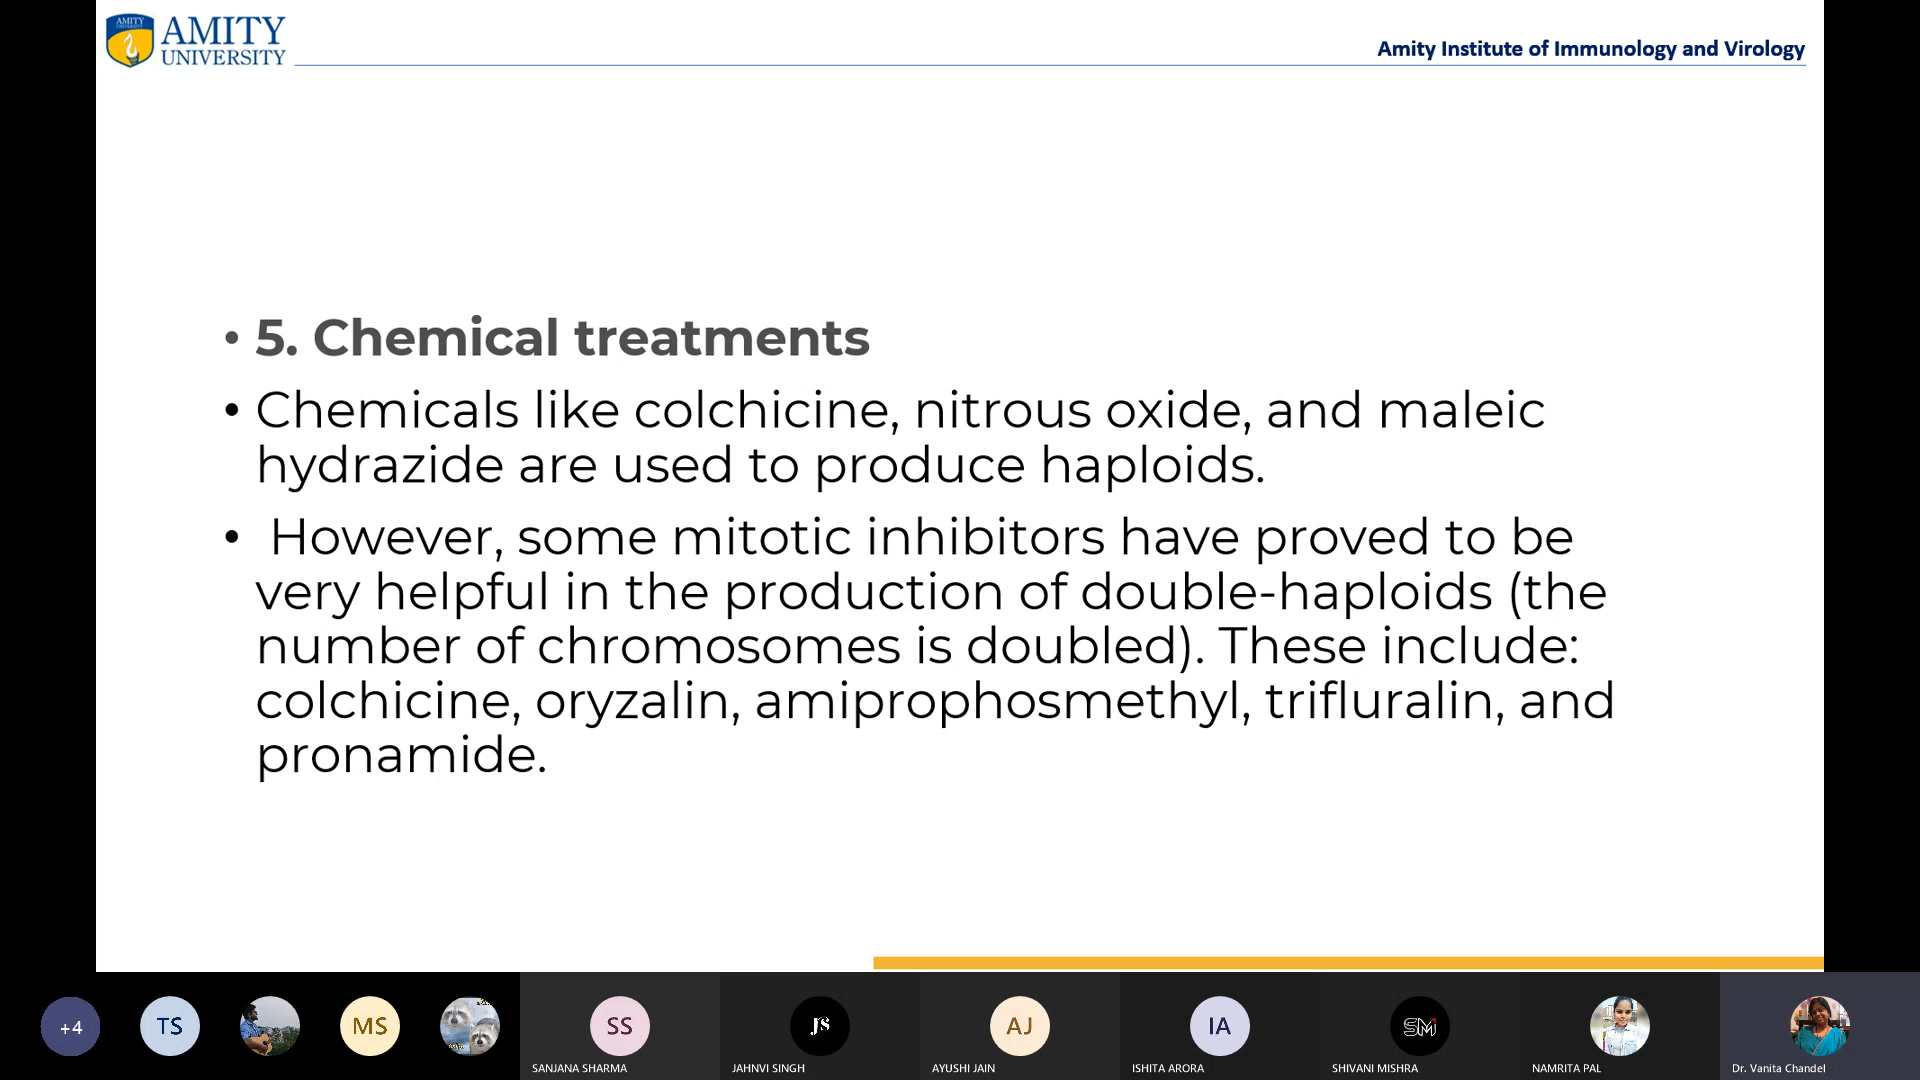 AMITY
UNIVERSITY
Amity Institute of Immunology and Virology
• 5. Chemical treatments
• Chemicals like colchicine, nitrous oxide, and maleic
hydrazide are used to produce haploids.
• However, some mitotic inhibitors have proved to be
very helpful in the production of double-haploids (the
number of chromosomes is doubled). These include:
colchicine, oryzalin, amiprophosmethyl, trifluralin, and
pronamide.
+4
TS
MS
SS
JS
AJ
IA
SM
SANJANA SHARMA
JAHNVI SINGH
AYUSHI JAIN
ISHITA ARORA
SHIVANI MISHRA
NAMRITA PAL
Dr. Vanita Chandel